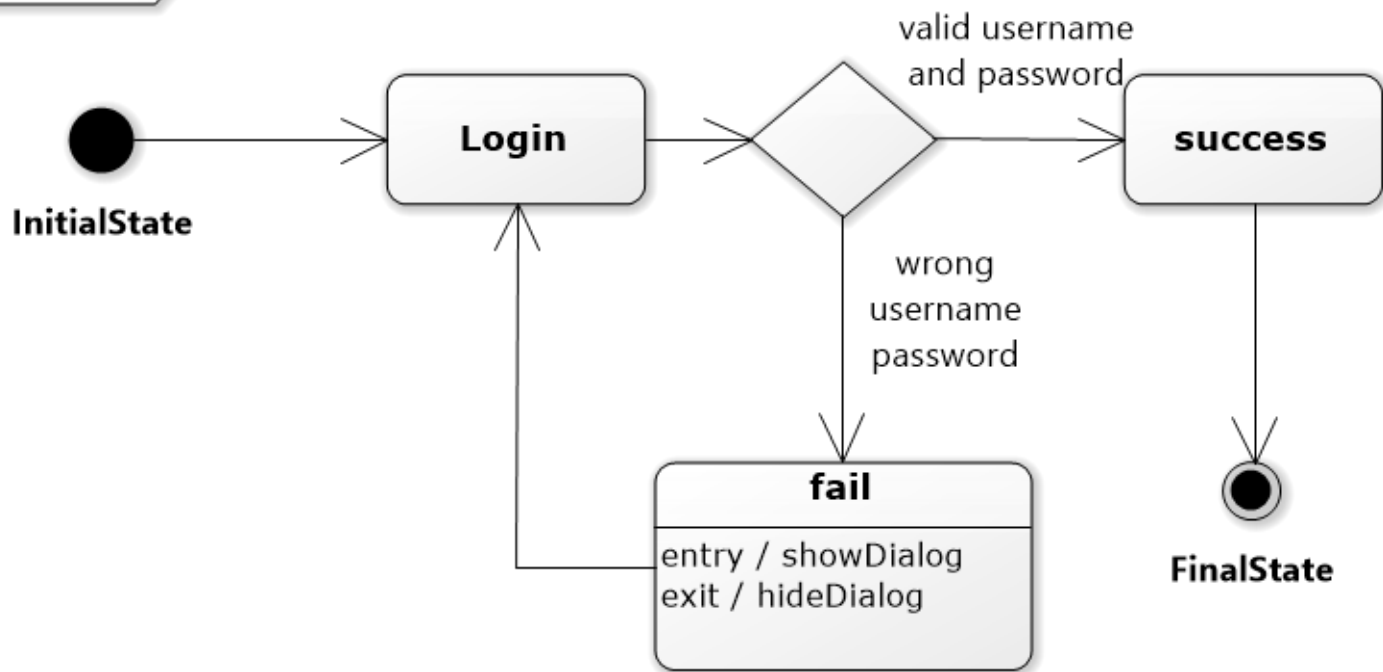 valid username
and password
Login
success
InitialState
wrong
username
password
fail
entry / showDialog
exit / hideDialog
FinalState